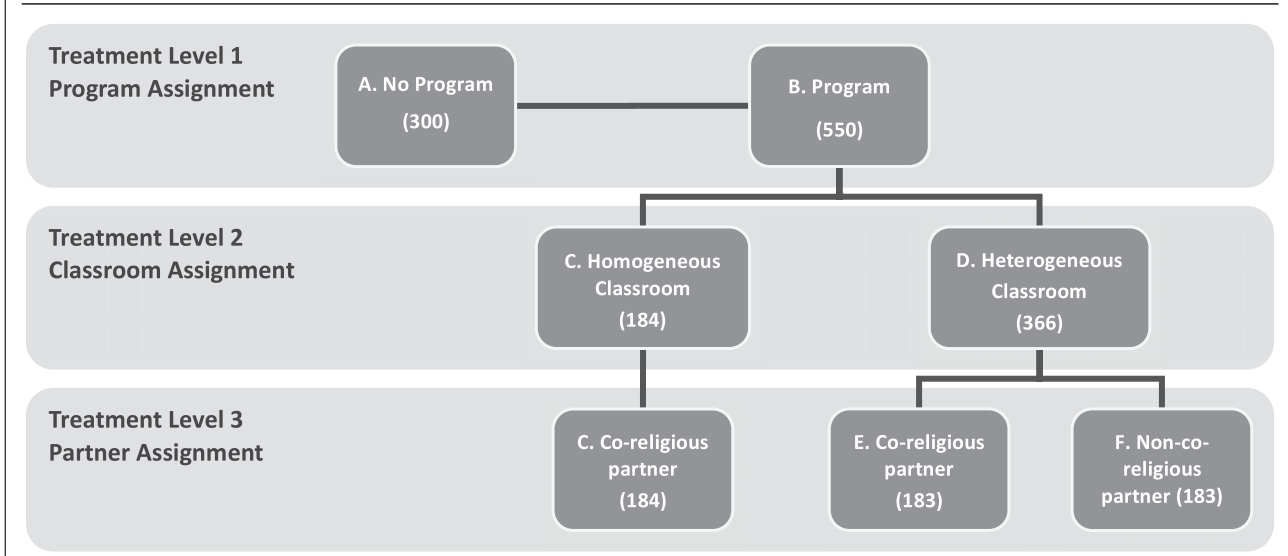 Treatment Level 1
Program Assignment
A. No Program
(300)
B. Program
(550)
Treatment Level 2
Classroom Assignment
C. Homogeneous
Classroom
(184)
D. Heterogeneous
Classroom
(366)
Treatment Level 3
Partner Assignment
C. Co-religious
partner
(184)
E. Co-religious
partner
(183)
F. Non-co-
religious
partner (183)